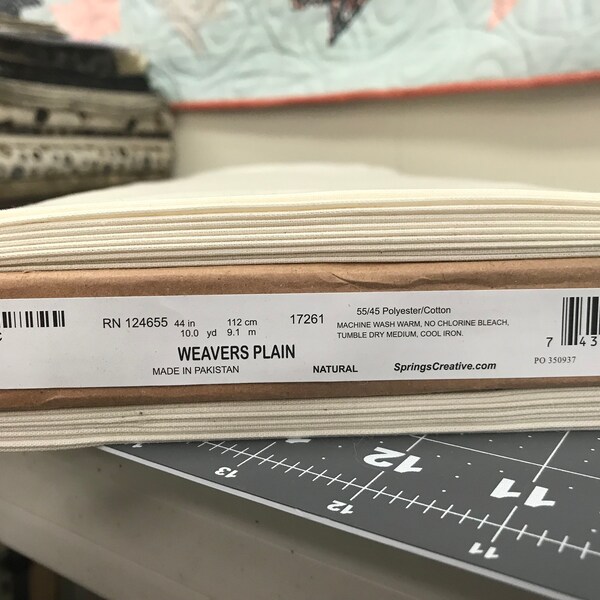 RN 124655 44 in 112 cm 17261
10.0 yd 9.1 m
55/45 Polyester/Cotton
MACHINE WASH WARM, NO CHLORINE BLEACH,
TUMBLE DRY MEDIUM, COOL IRON.
WEAVERS PLAIN
MADE IN PAKISTAN NATURAL SpringsCreative.com
7 43
PO 350937
13 12 11
12 11